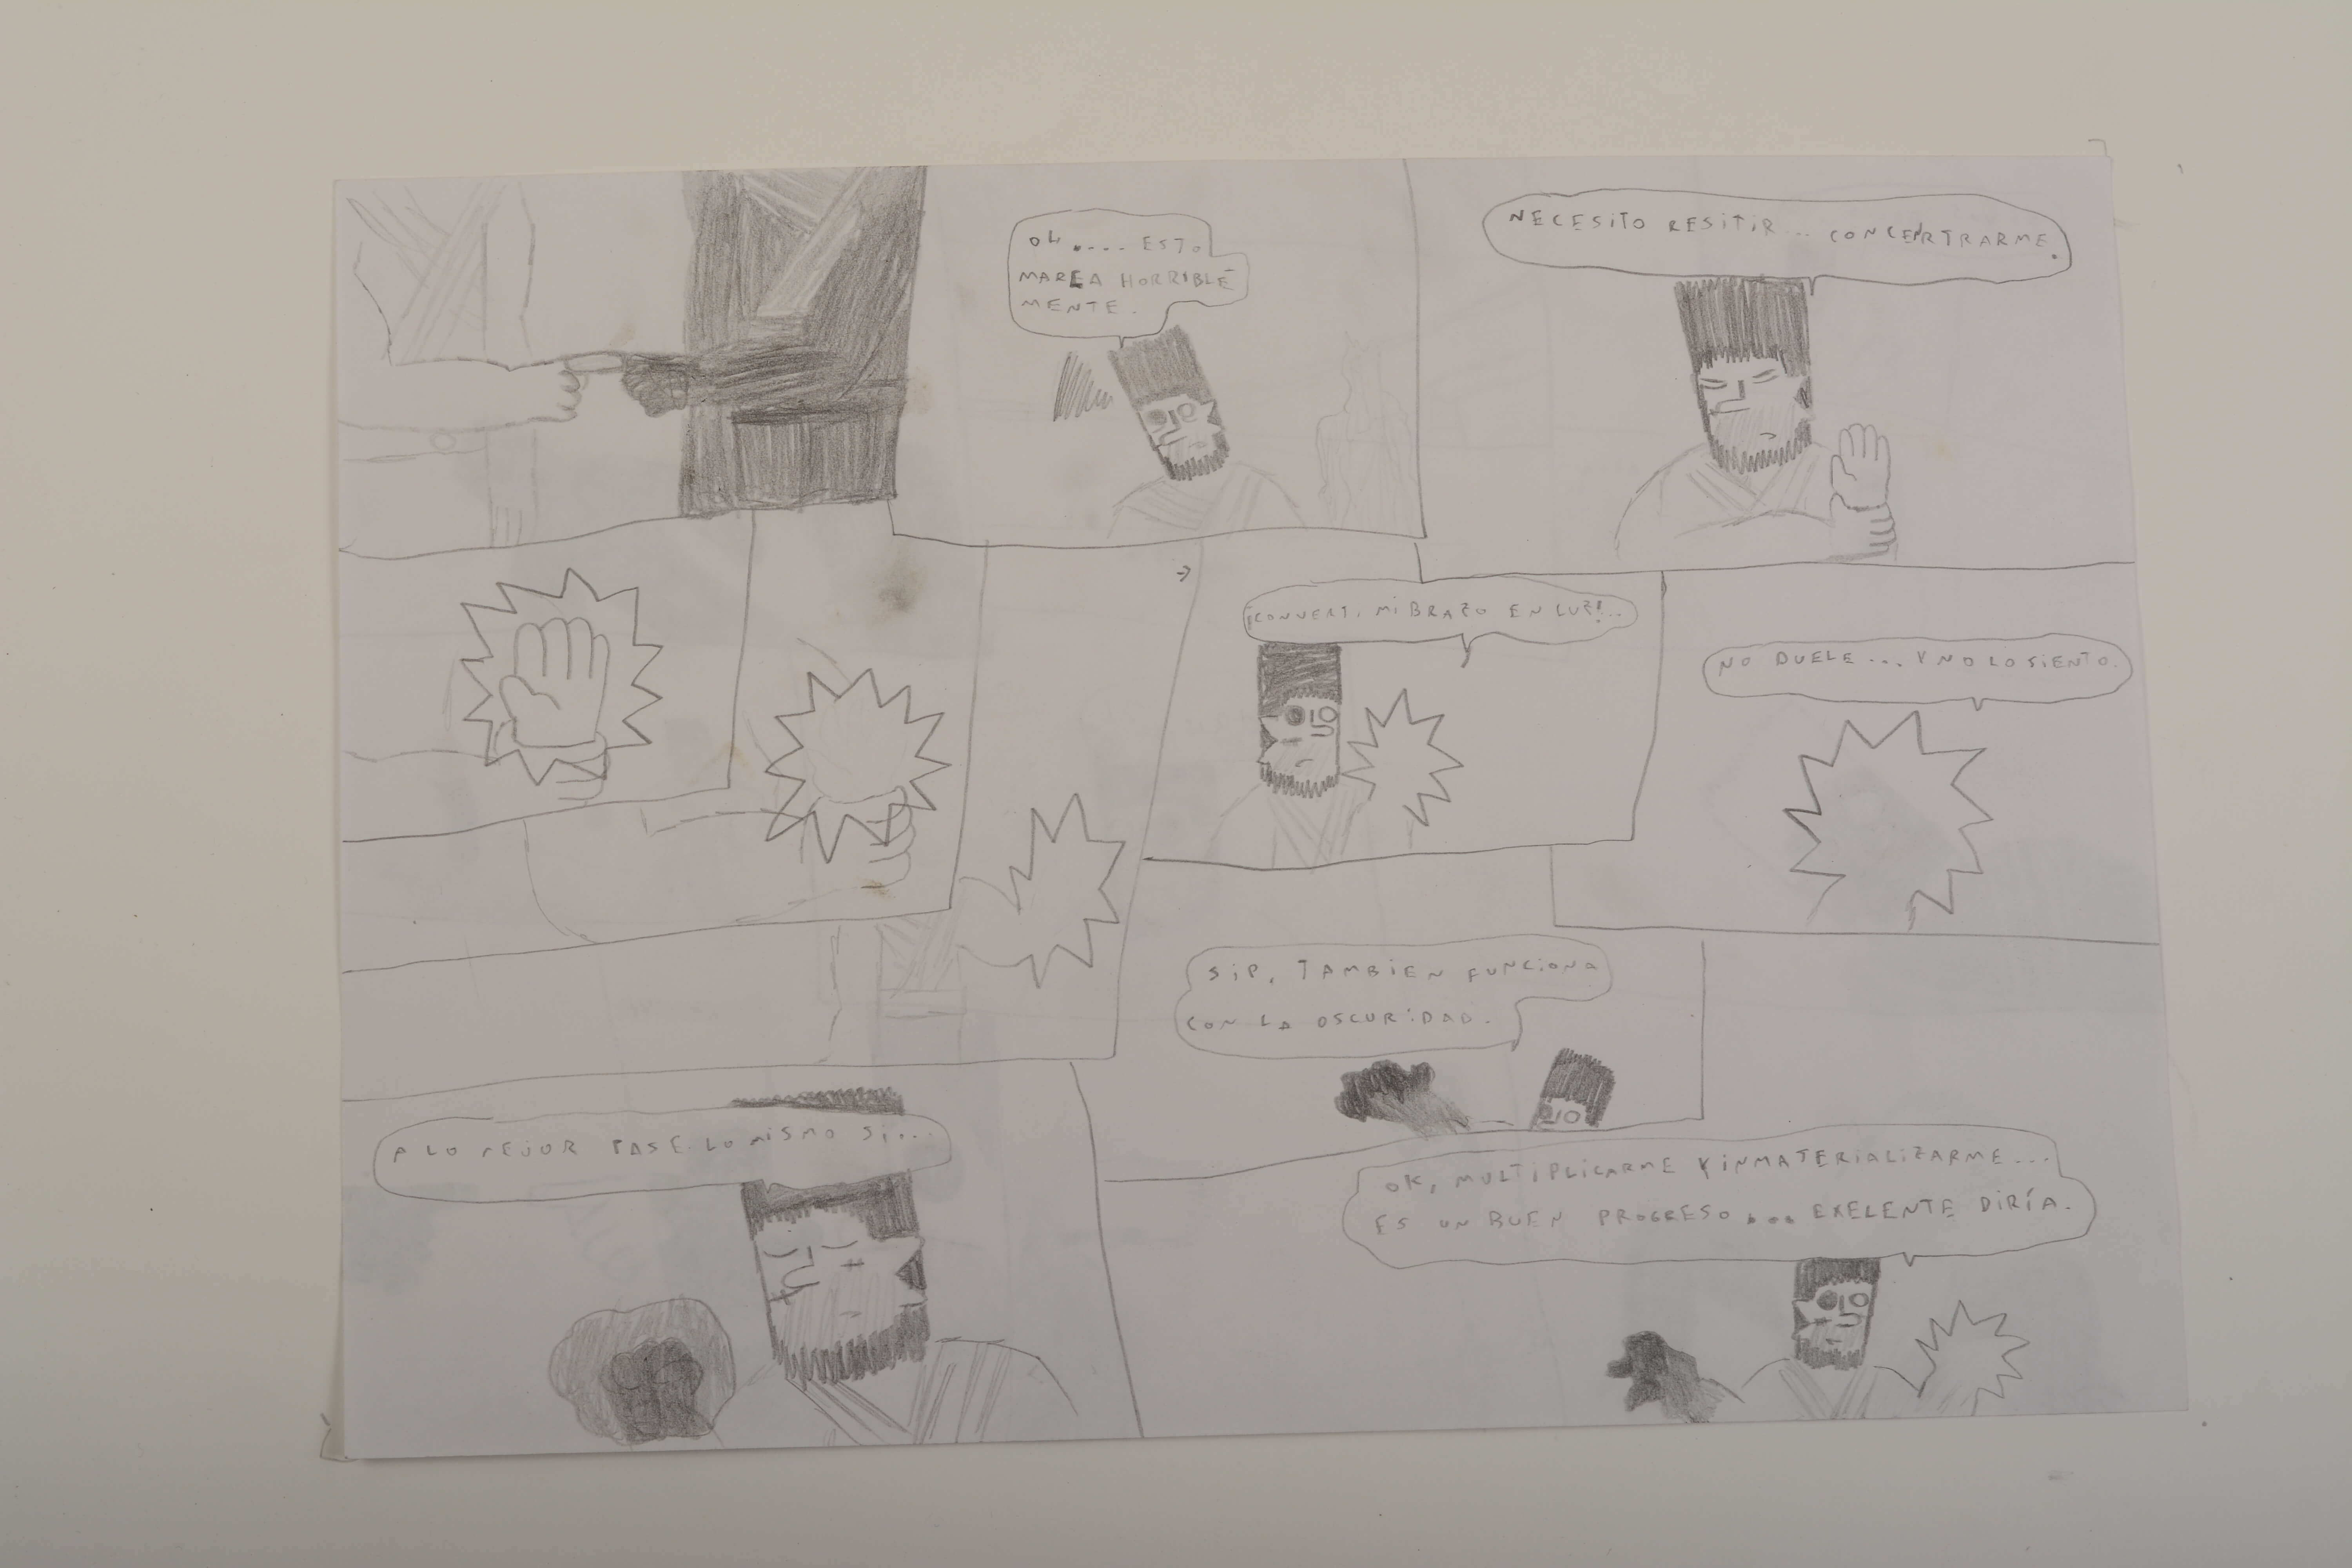 OH.... ESTO
MAREA HORRIBLE
MENTE.
NECESITO RESITIR... CONCENRTRARME.
¡CONVERTI MI BRAZO EN LUZ!...
NO DUELE... Y NO LO SIENTO.
A LO MEJOR PASE LO MISMO SI...
SIP, TAMBIEN FUNCIONA
CON LA OSCURIDAD.
OK, MULTIPLICARME Y INMATERIALIZARME...
ES UN BUEN PROGRESO... EXELENTE DIRÍA.